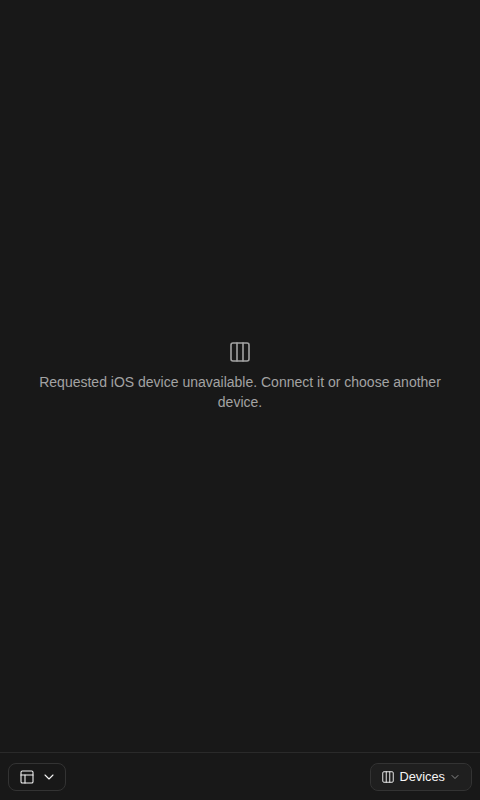 Requested iOS device unavailable. Connect it or choose another
device.
Devices